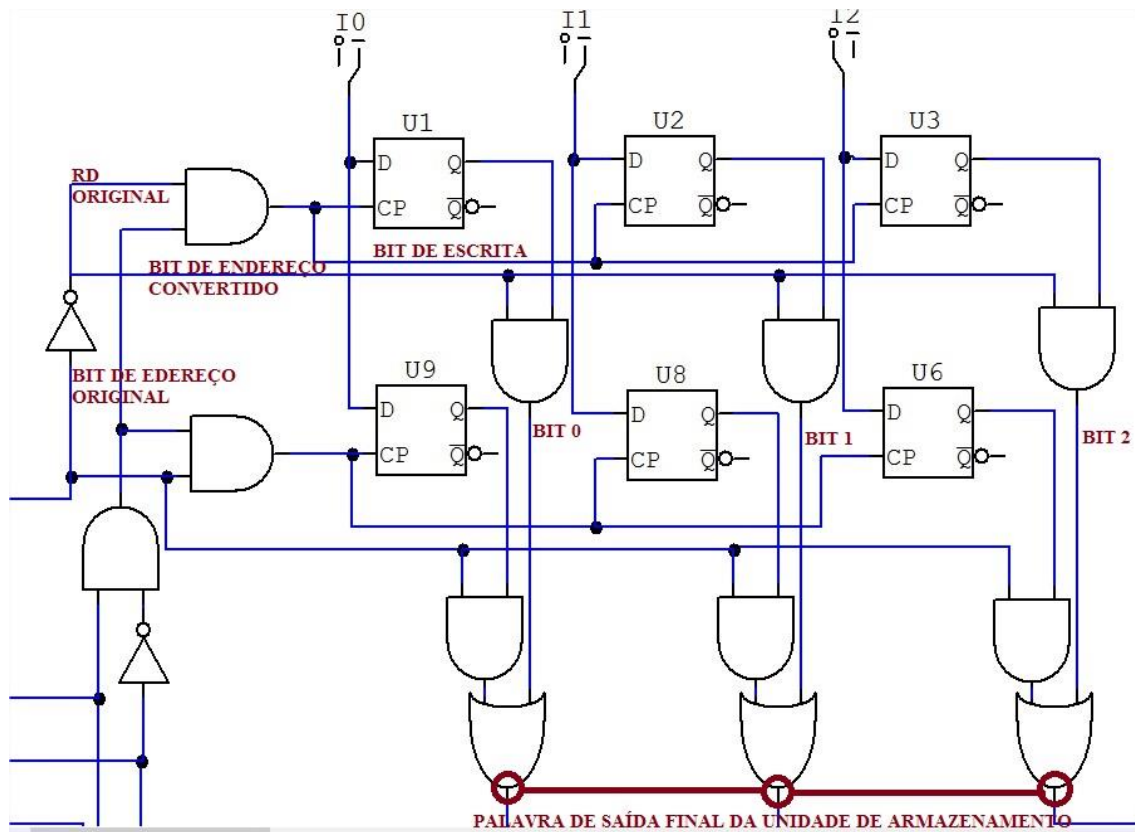 I0
I1
I2
U1
U2
U3
D
Q
D
Q
D
Q
RD
ORIGINAL
CP
Q
CP
Q
CP
Q
BIT DE ESCRITA
BIT DE ENDEREÇO
CONVERTIDO
BIT DE EDEREÇO
ORIGINAL
U9
U8
U6
D
Q
D
Q
D
Q
BIT 0
BIT 1
BIT 2
CP
Q
CP
Q
CP
Q
PALAVRA DE SAÍDA FINAL DA UNIDADE DE ARMAZENAMENTO